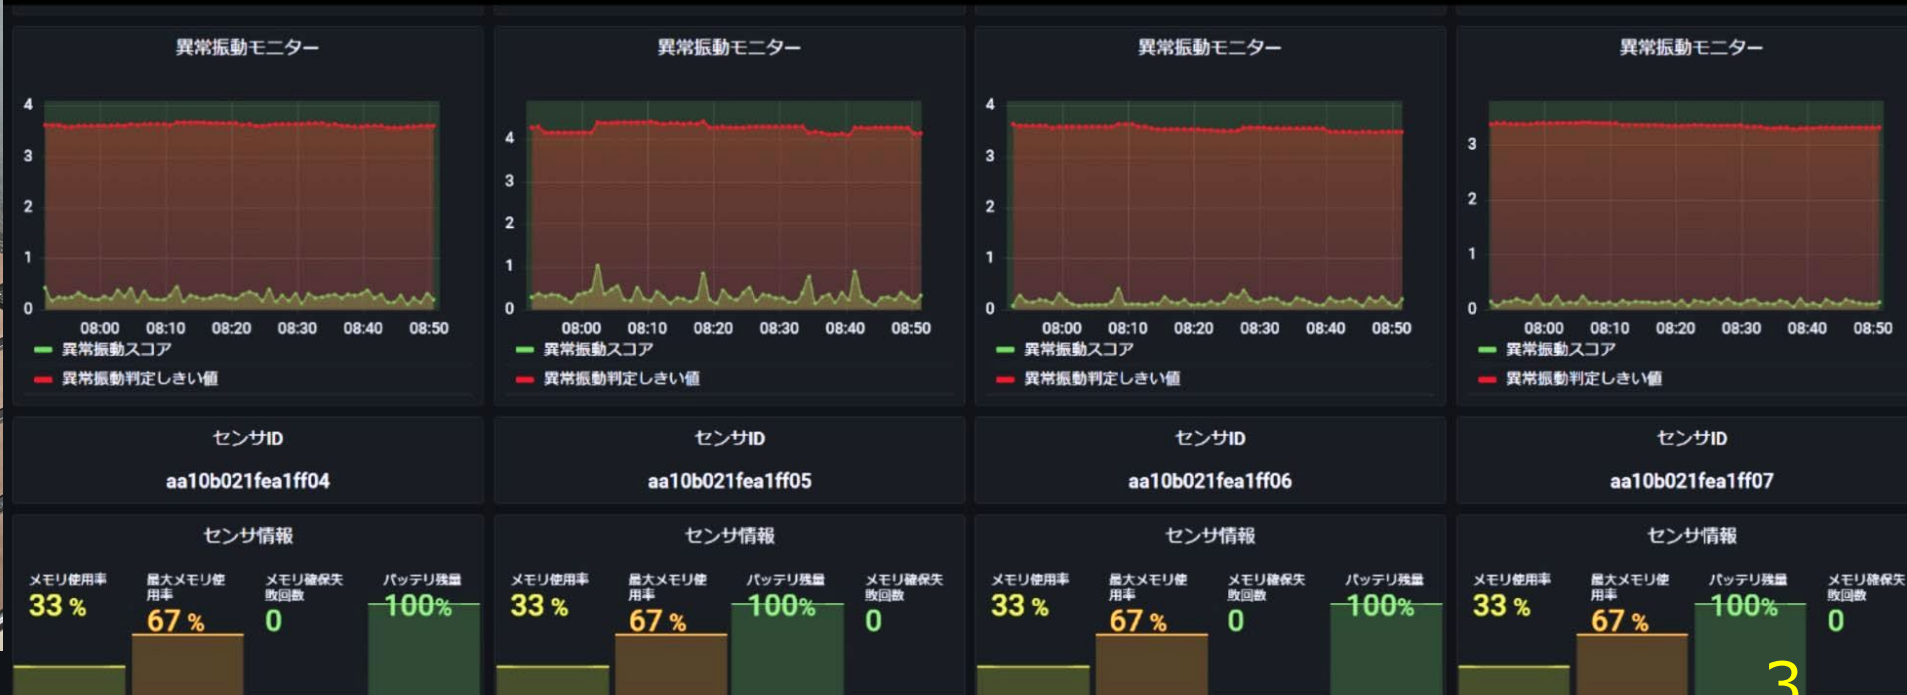 異常振動モニター
4
3
2
1
0
08:00 08:10 08:20 08:30 08:40 08:50
異常振動スコア
異常振動判定しきい値
異常振動モニター
4
3
2
1
0
08:00 08:10 08:20 08:30 08:40 08:50
異常振動スコア
異常振動判定しきい値
異常振動モニター
4
3
2
1
0
08:00 08:10 08:20 08:30 08:40 08:50
異常振動スコア
異常振動判定しきい値
異常振動モニター
3
2
1
0
08:00 08:10 08:20 08:30 08:40 08:50
異常振動スコア
異常振動判定しきい値
センサID
aa10b021fea1ff04
センサID
aa10b021fea1ff05
センサID
aa10b021fea1ff06
センサID
aa10b021fea1ff07
センサ情報
メモリ使用率
33 %
最大メモリ使
用率
67 %
メモリ確保失
敗回数
0
バッテリ残量
100%
センサ情報
メモリ使用率
33 %
最大メモリ使
用率
67 %
バッテリ残量
100%
メモリ確保失
敗回数
0
センサ情報
メモリ使用率
33 %
最大メモリ使
用率
67 %
メモリ確保失
敗回数
0
バッテリ残量
100%
センサ情報
メモリ使用率
33 %
最大メモリ使
用率
67 %
バッテリ残量
100%
メモリ確保失
敗回数
0
3